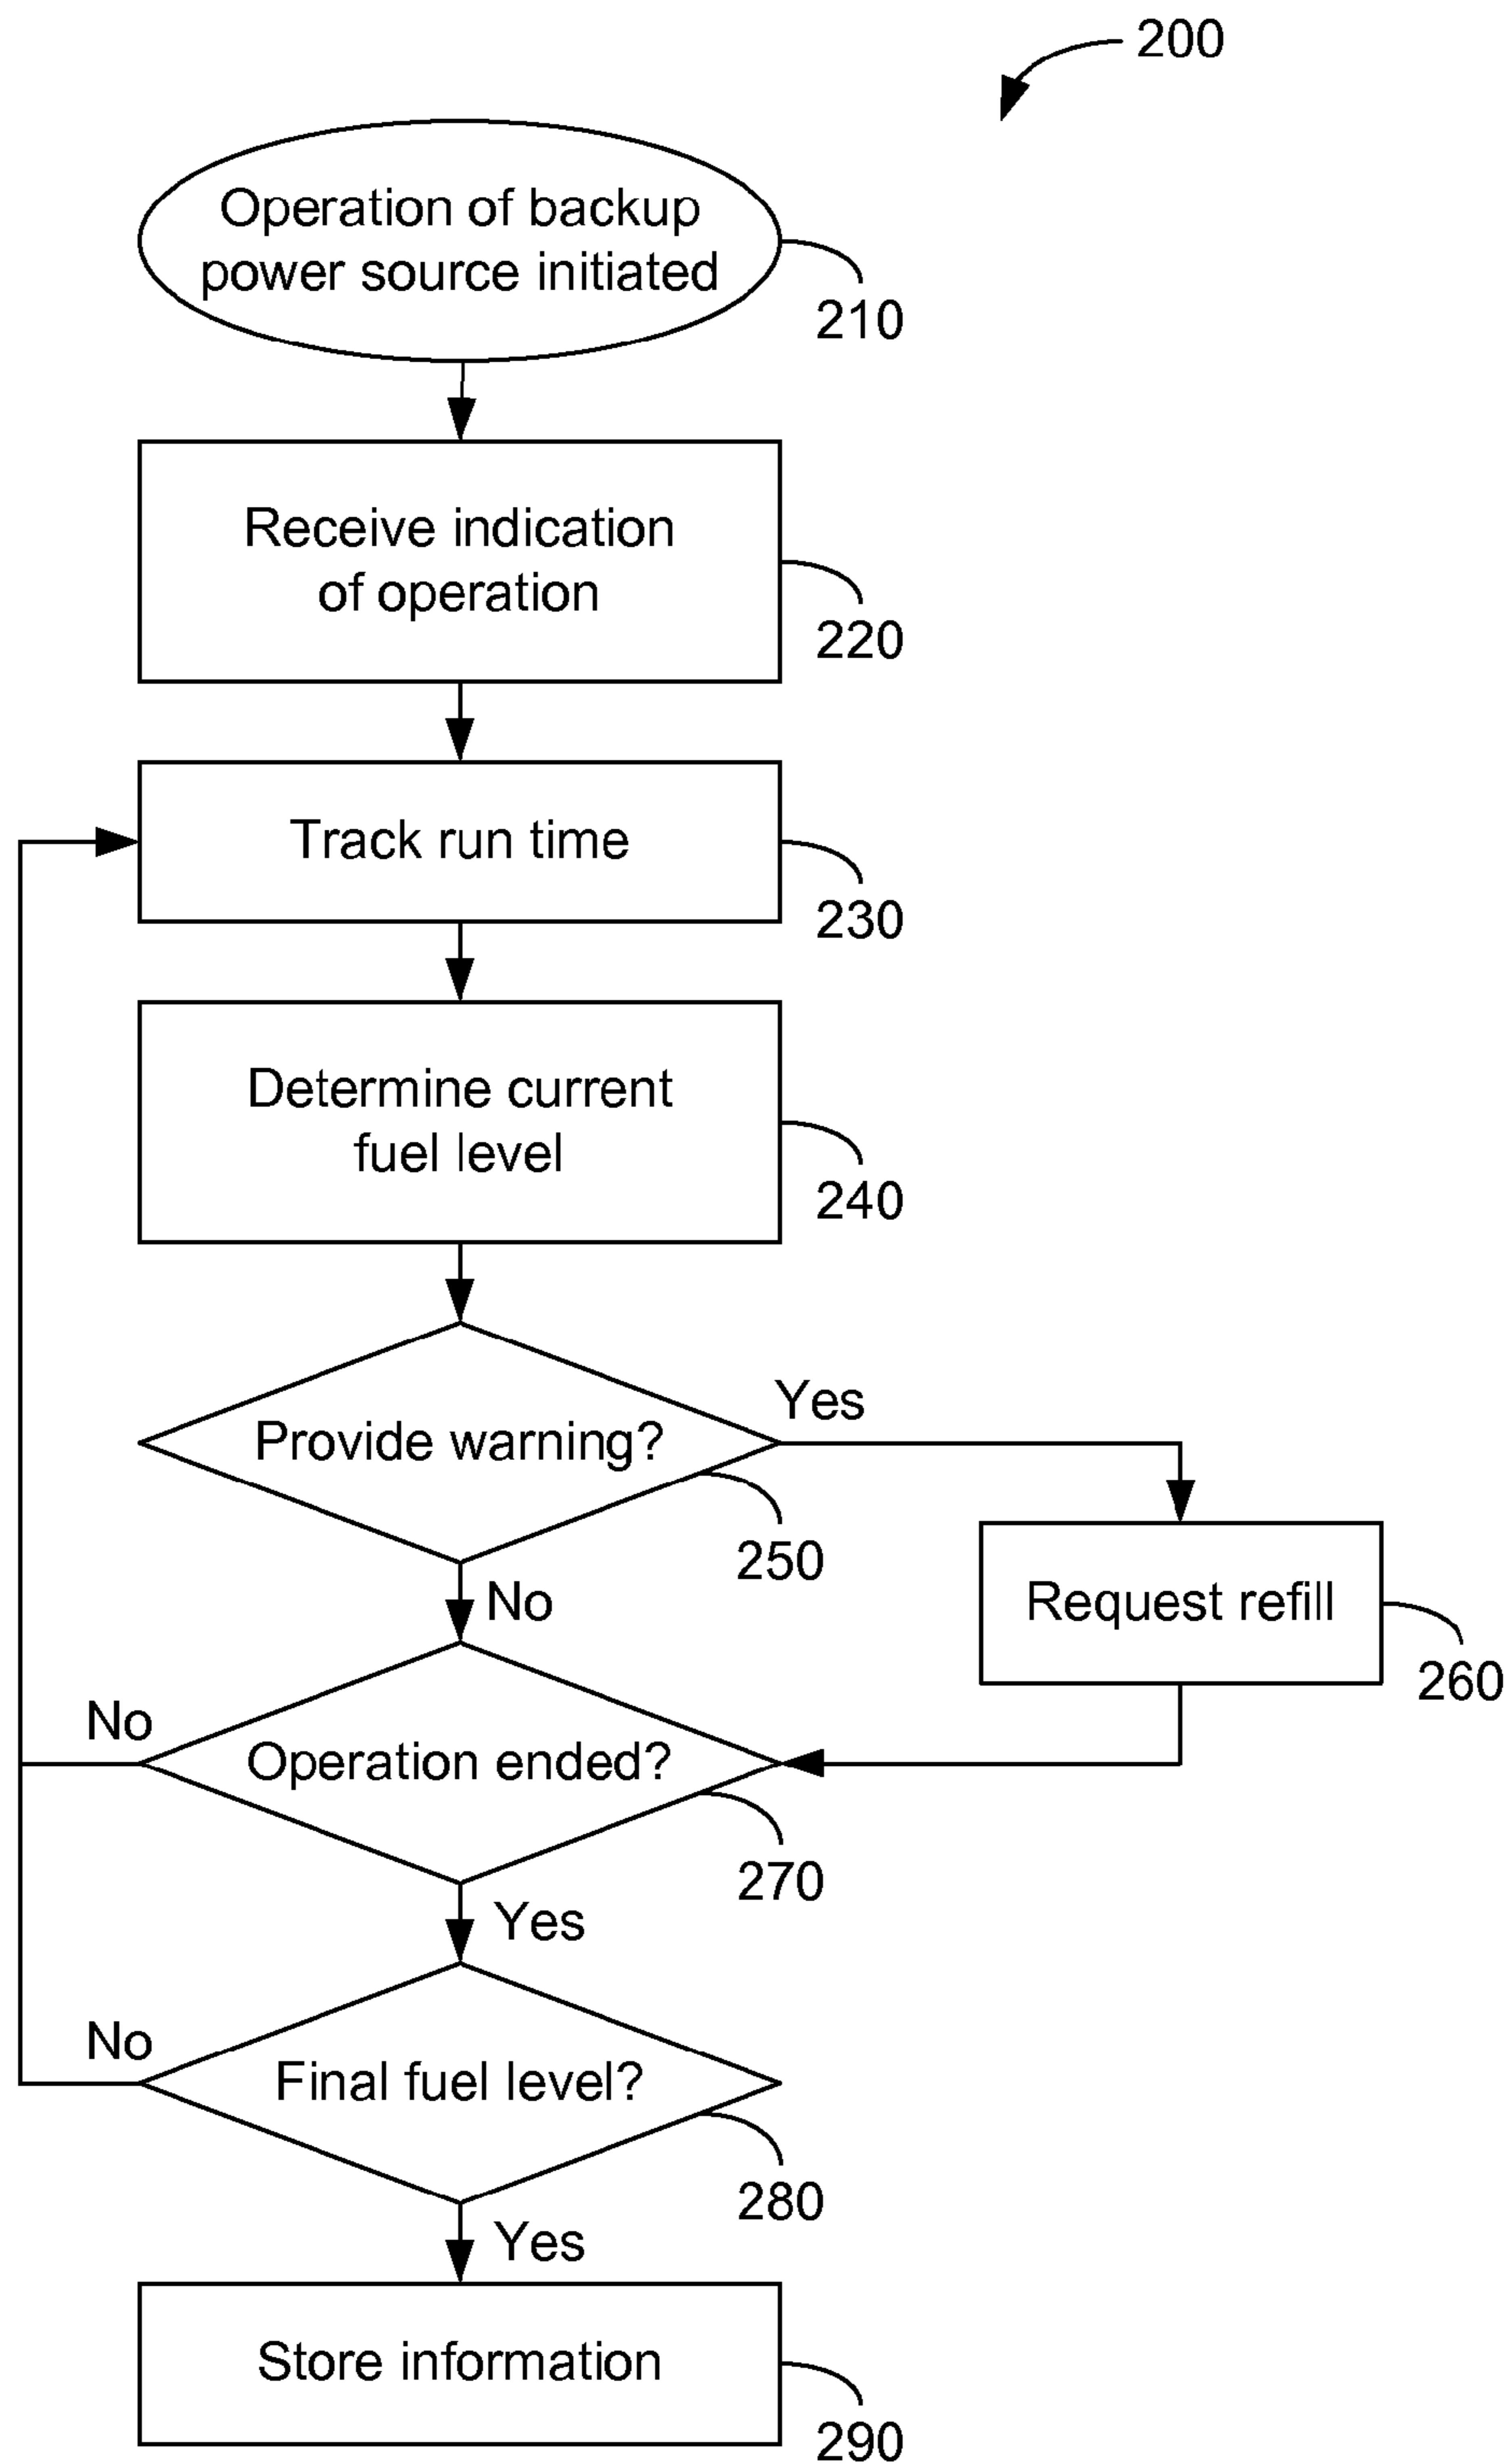 200
Operation of backup
power source initiated
210
Receive indication
of operation
220
Track run time
230
Determine current
fuel level
240
Yes
Provide warning?
250
No
Request refill
260
No
Operation ended?
270
Yes
No
Final fuel level?
280
Yes
Store information
290